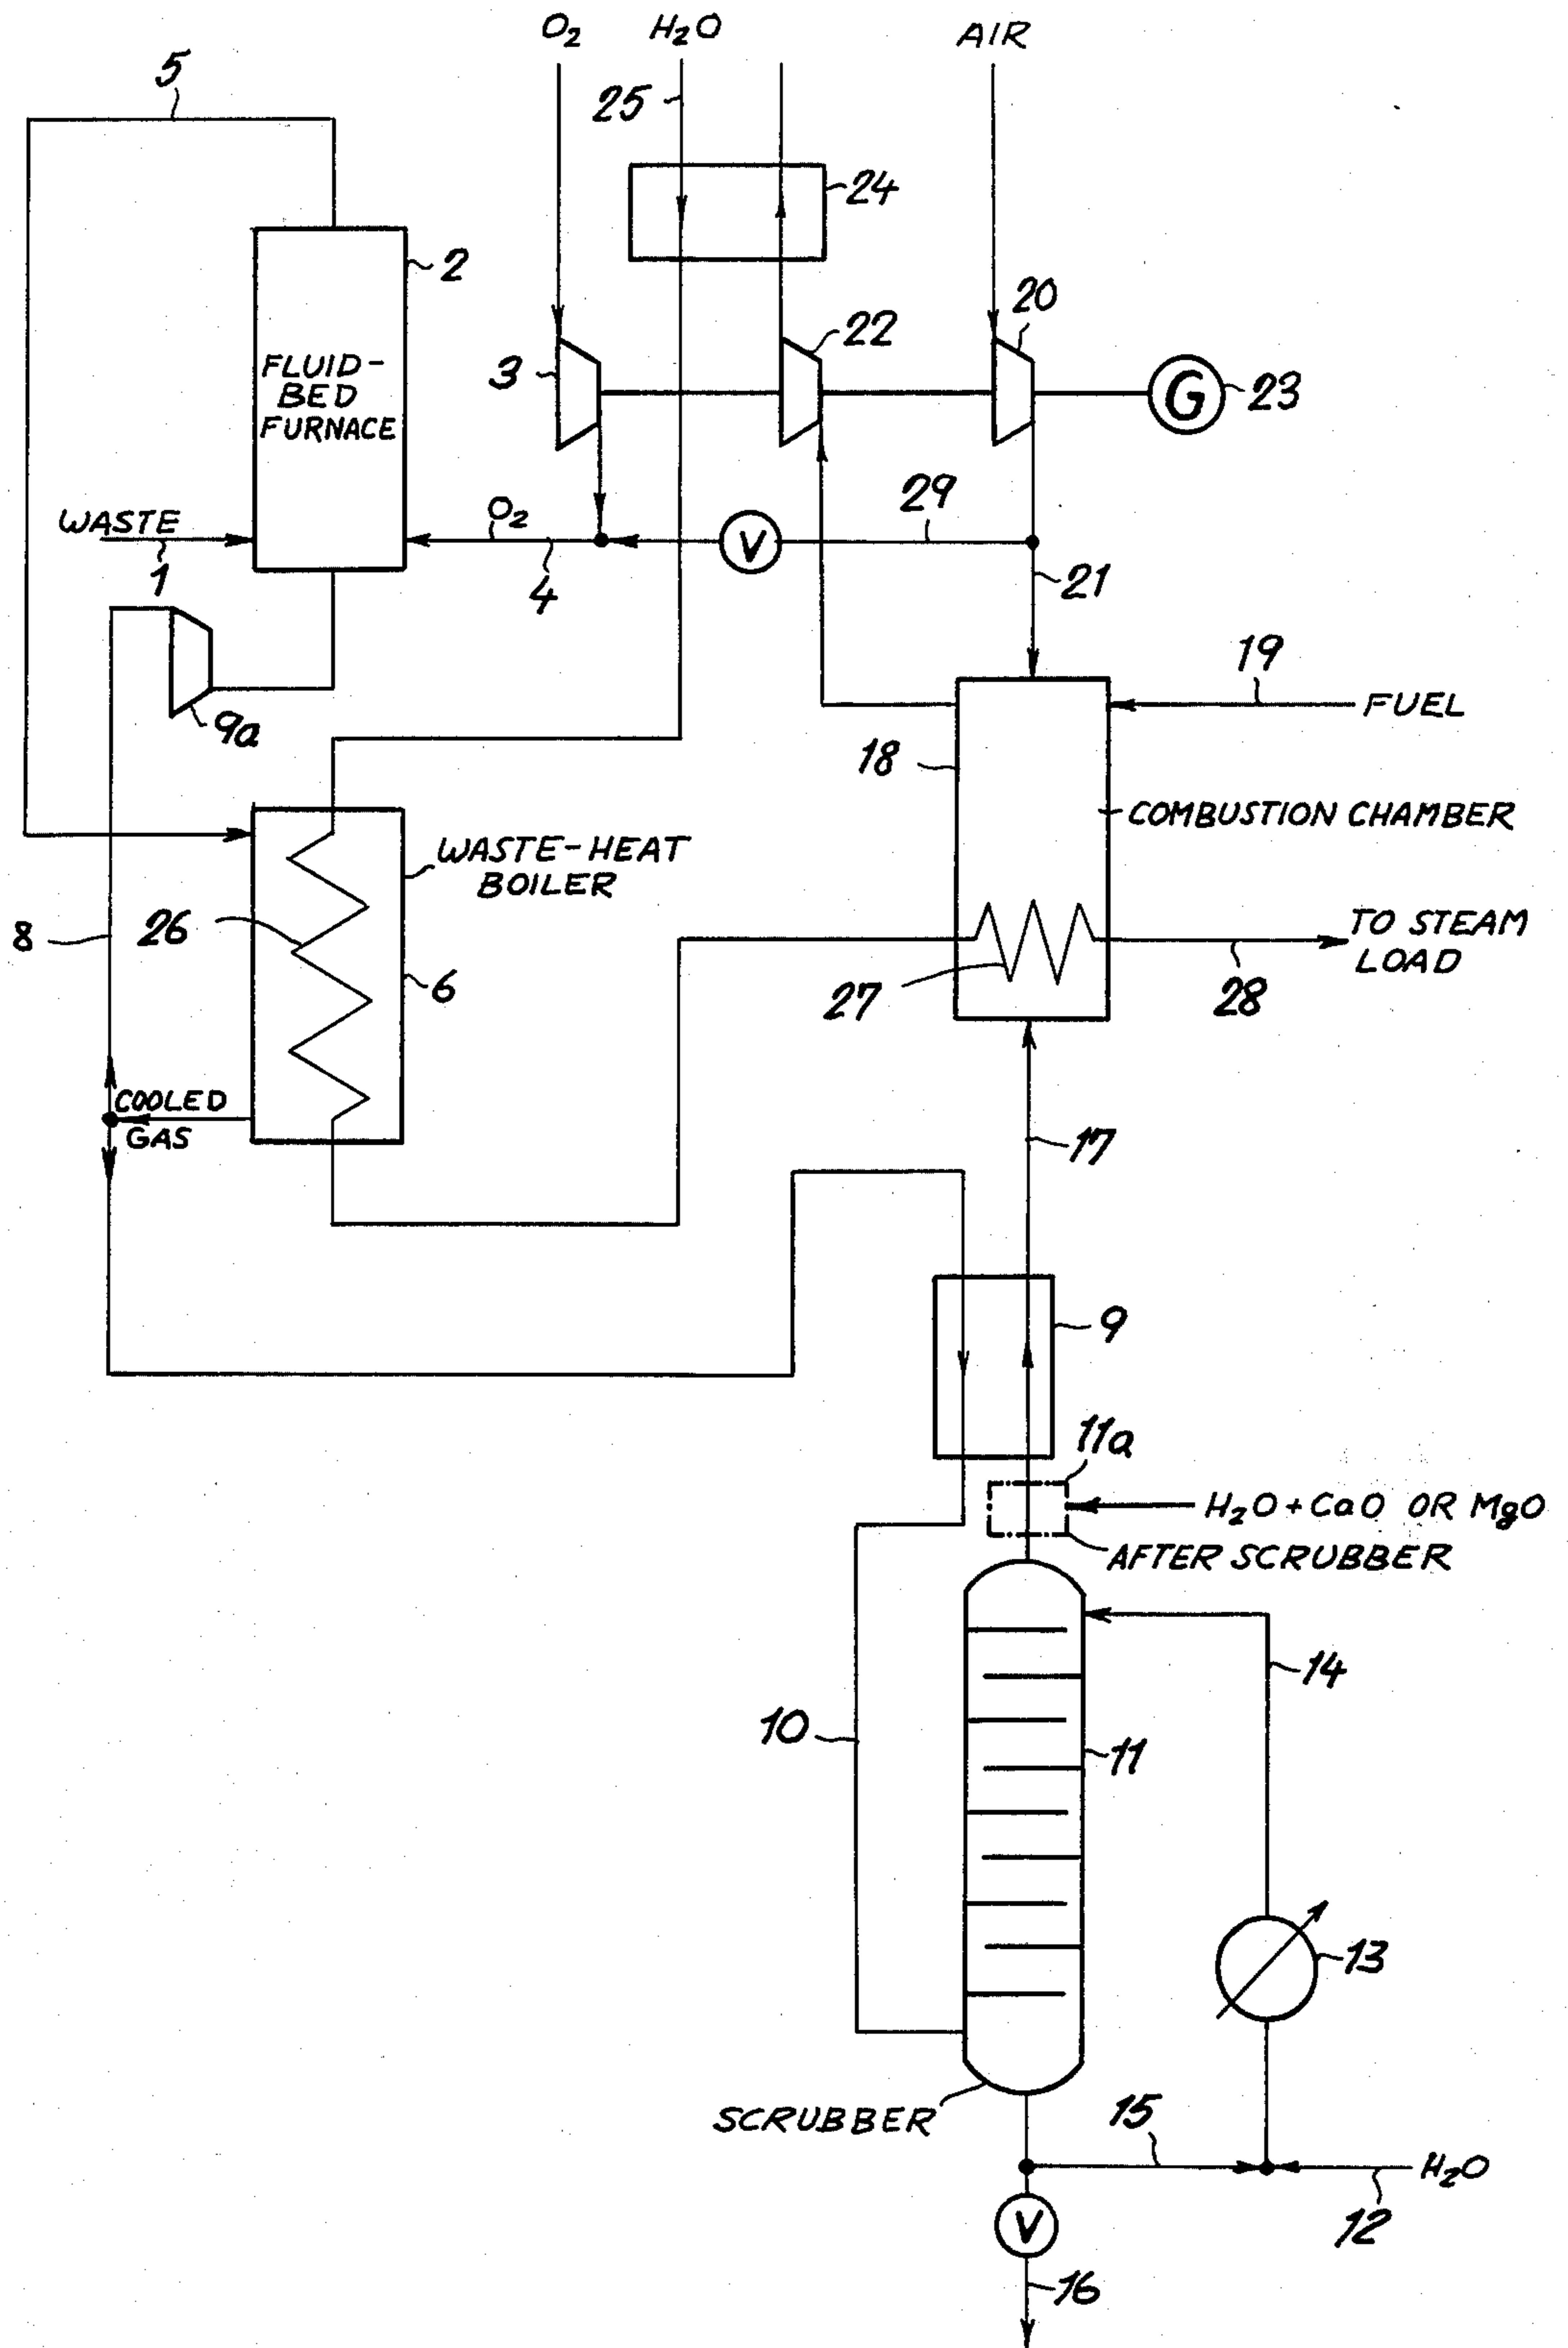 O₂
H₂O
AIR
5
25
24
2
20
22
3
G
23
FLUID-
BED
FURNACE
29
WASTE
O₂
V
1
4
21
19
FUEL
9a
18
COMBUSTION CHAMBER
WASTE-HEAT
BOILER
8
26
TO STEAM
LOAD
6
27
28
COOLED
GAS
17
9
11a
H₂O+CaO OR MgO
AFTER SCRUBBER
14
10
11
13
SCRUBBER
15
H₂O
V
12
16